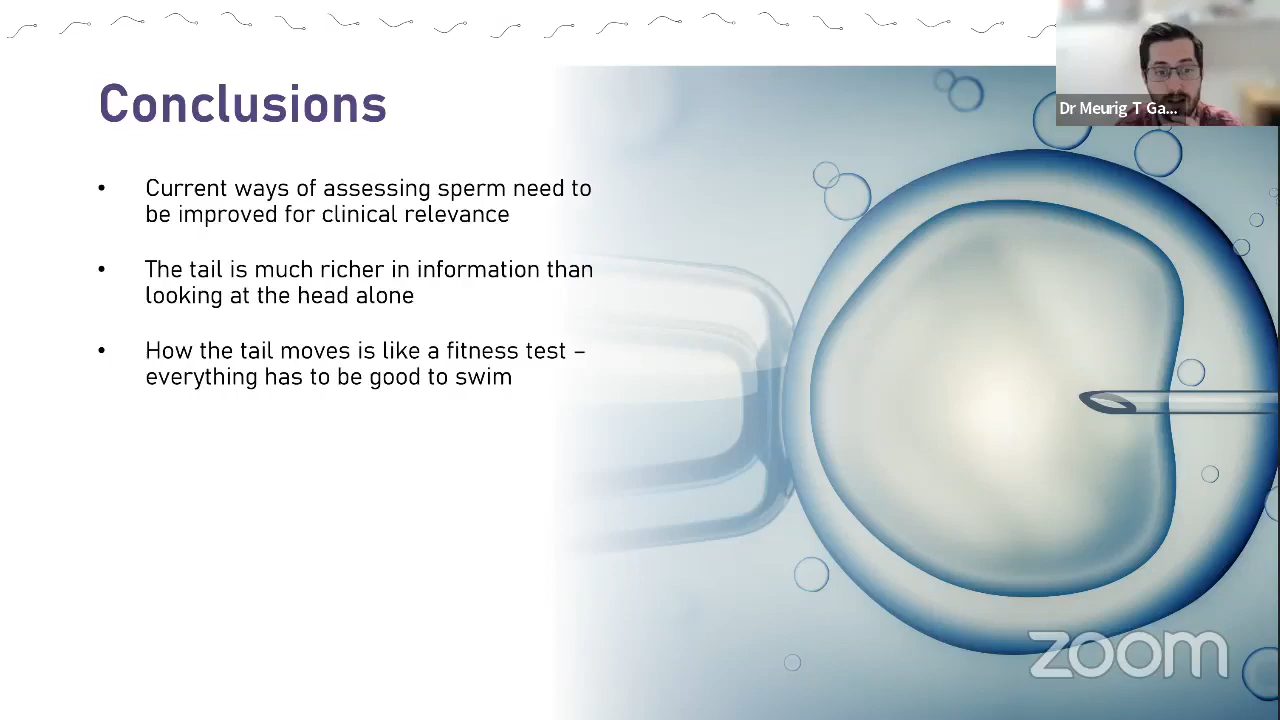 Conclusions
Dr Meurig T Ga...
• Current ways of assessing sperm need to
be improved for clinical relevance
• The tail is much richer in information than
looking at the head alone
• How the tail moves is like a fitness test –
everything has to be good to swim
zoom